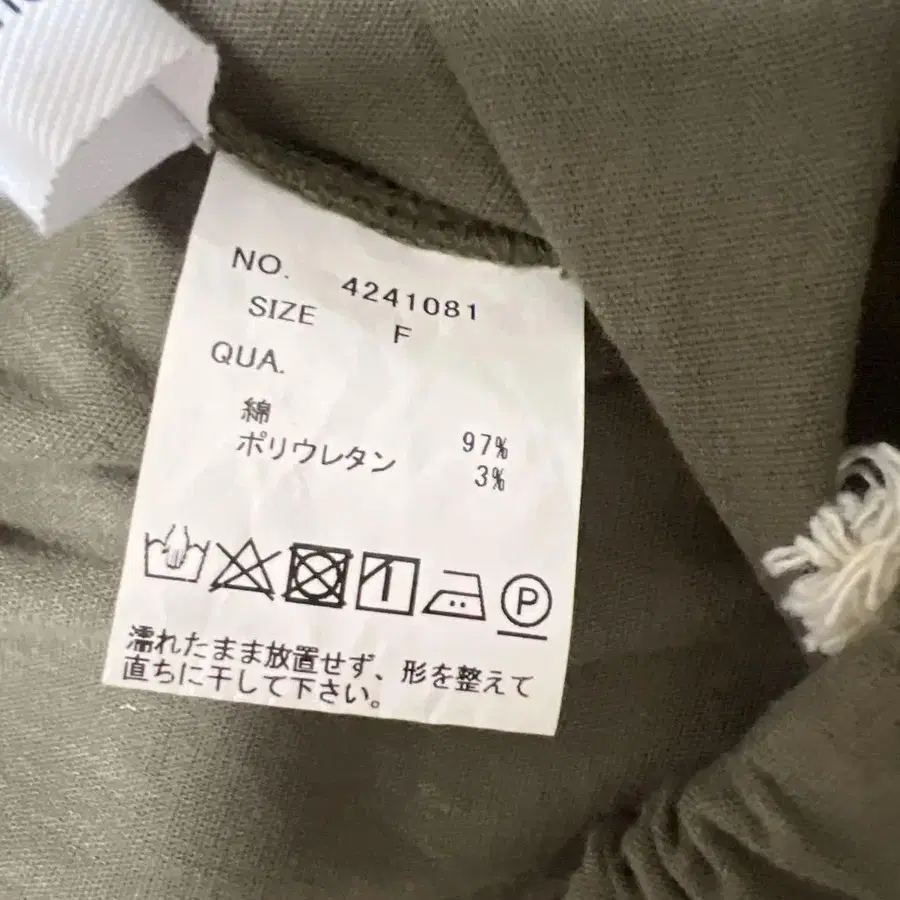 NO. 4241081
SIZE F
QUA.
綿 97%
ポリウレタン 3%
P
濡れたまま放置せず、形を整えて
直ちに干して下さい。